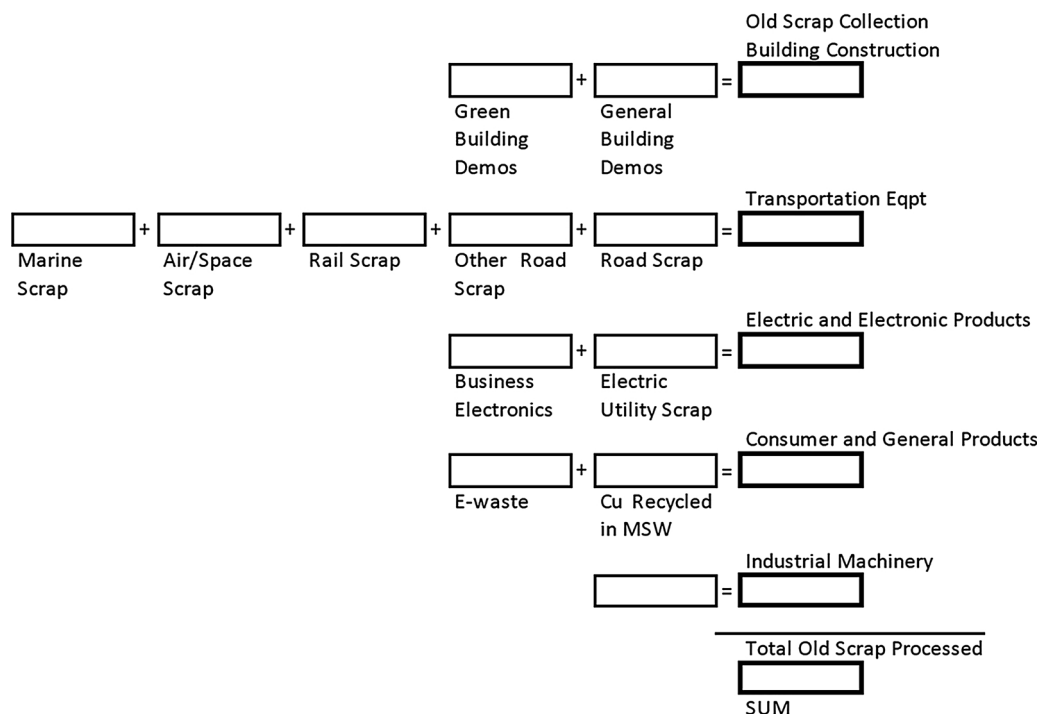 Old Scrap Collection
Building Construction
+ =
Green General
Building Building
Demos Demos
Transportation Eqpt
+ + + + =
Marine Air/Space Rail Scrap Other Road Road Scrap
Scrap Scrap Scrap
Electric and Electronic Products
+ =
Business Electric
Electronics Utility Scrap
Consumer and General Products
+ =
E-waste Cu Recycled
in MSW
Industrial Machinery
=
Total Old Scrap Processed
SUM